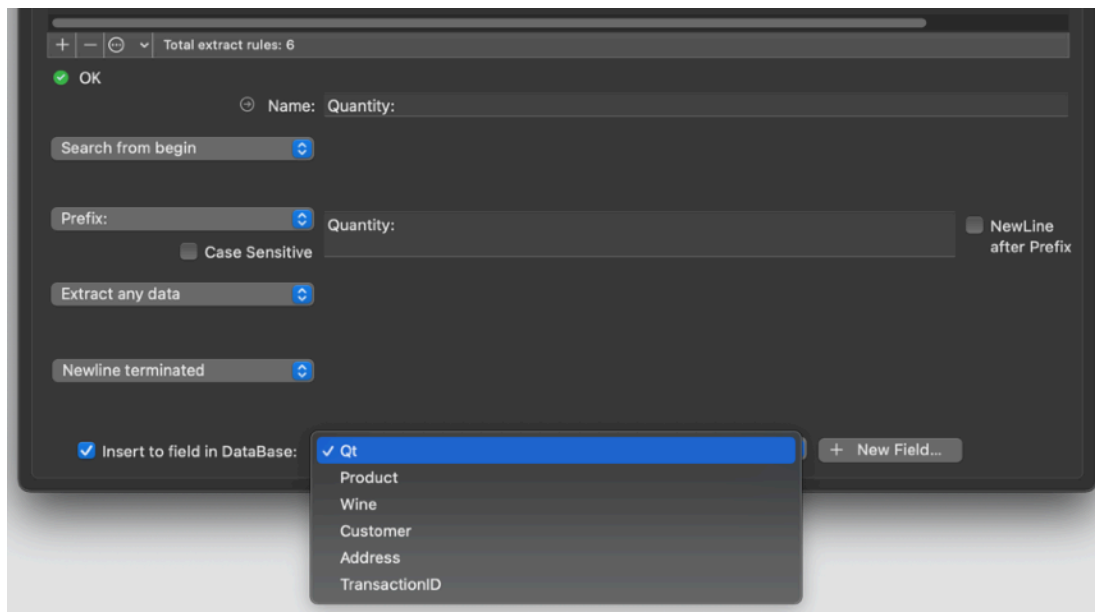 Total extract rules: 6
OK
Name: Quantity:
Search from begin
Prefix: Quantity:
NewLine
after Prefix
Case Sensitive
Extract any data
Newline terminated
Insert to field in DataBase: ✓ Qt
+ New Field...
Product
Wine
Customer
Address
TransactionID